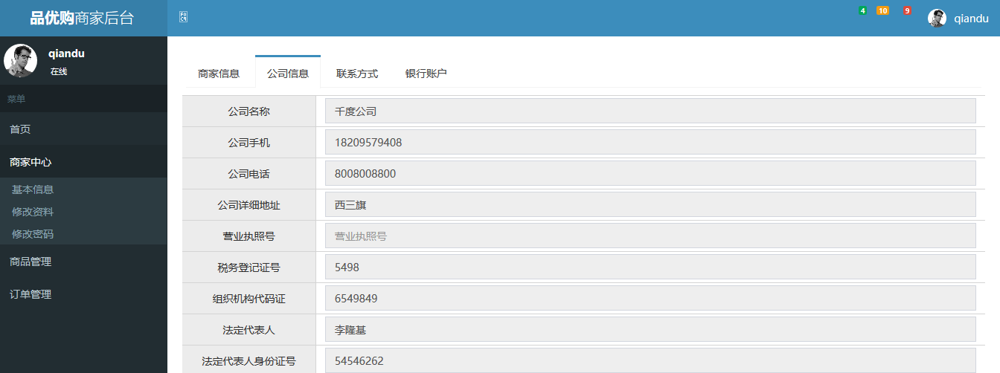 品优购商家后台
4 10 9 qiandu
qiandu
在线
菜单
首页
商家中心
基本信息
修改资料
修改密码
商品管理
订单管理
商家信息 公司信息 联系方式 银行账户
公司名称 千度公司
公司手机 18209579408
公司电话 8008008800
公司详细地址 西三旗
营业执照号 营业执照号
税务登记证号 5498
组织机构代码证 6549849
法定代表人 李隆基
法定代表人身份证号 54546262